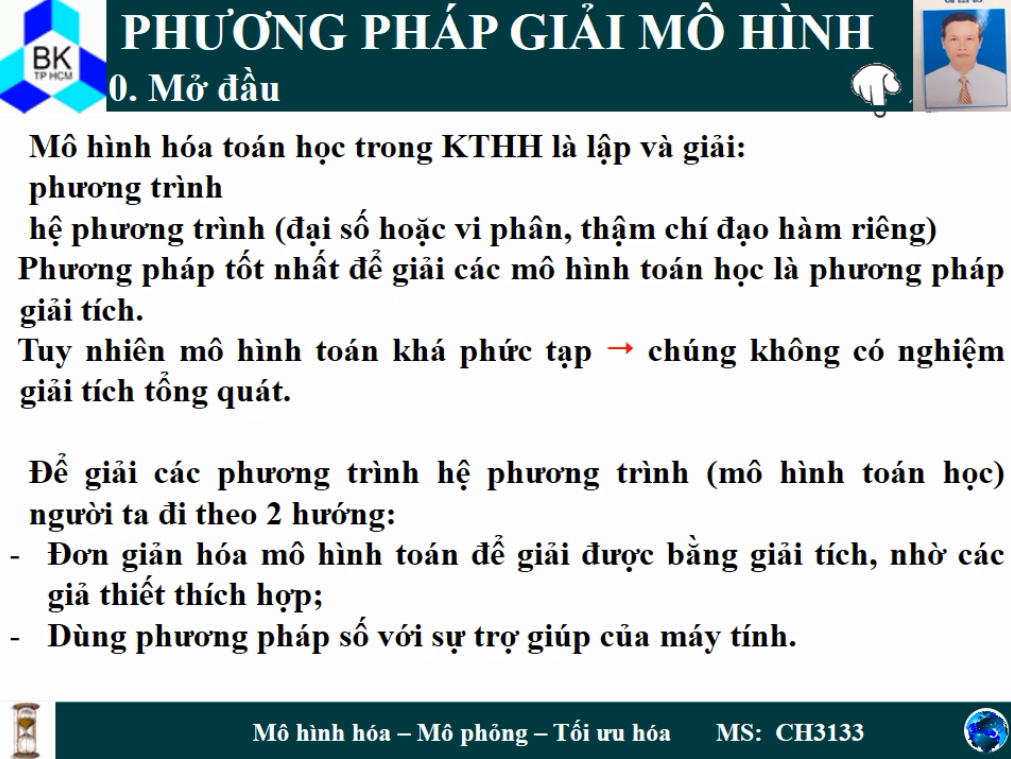 PHƯƠNG PHÁP GIẢI MÔ HÌNH
BK
TP HCM
0. Mở đầu
Mô hình hóa toán học trong KTHH là lập và giải:
phương trình
hệ phương trình (đại số hoặc vi phân, thậm chí đạo hàm riêng)
Phương pháp tốt nhất để giải các mô hình toán học là phương pháp
giải tích.
Tuy nhiên mô hình toán khá phức tạp → chúng không có nghiệm
giải tích tổng quát.
Để giải các phương trình hệ phương trình (mô hình toán học)
người ta đi theo 2 hướng:
- Đơn giản hóa mô hình toán để giải được bằng giải tích, nhờ các
giả thiết thích hợp;
- Dùng phương pháp số với sự trợ giúp của máy tính.
Mô hình hóa – Mô phỏng – Tối ưu hóa MS: CH3133